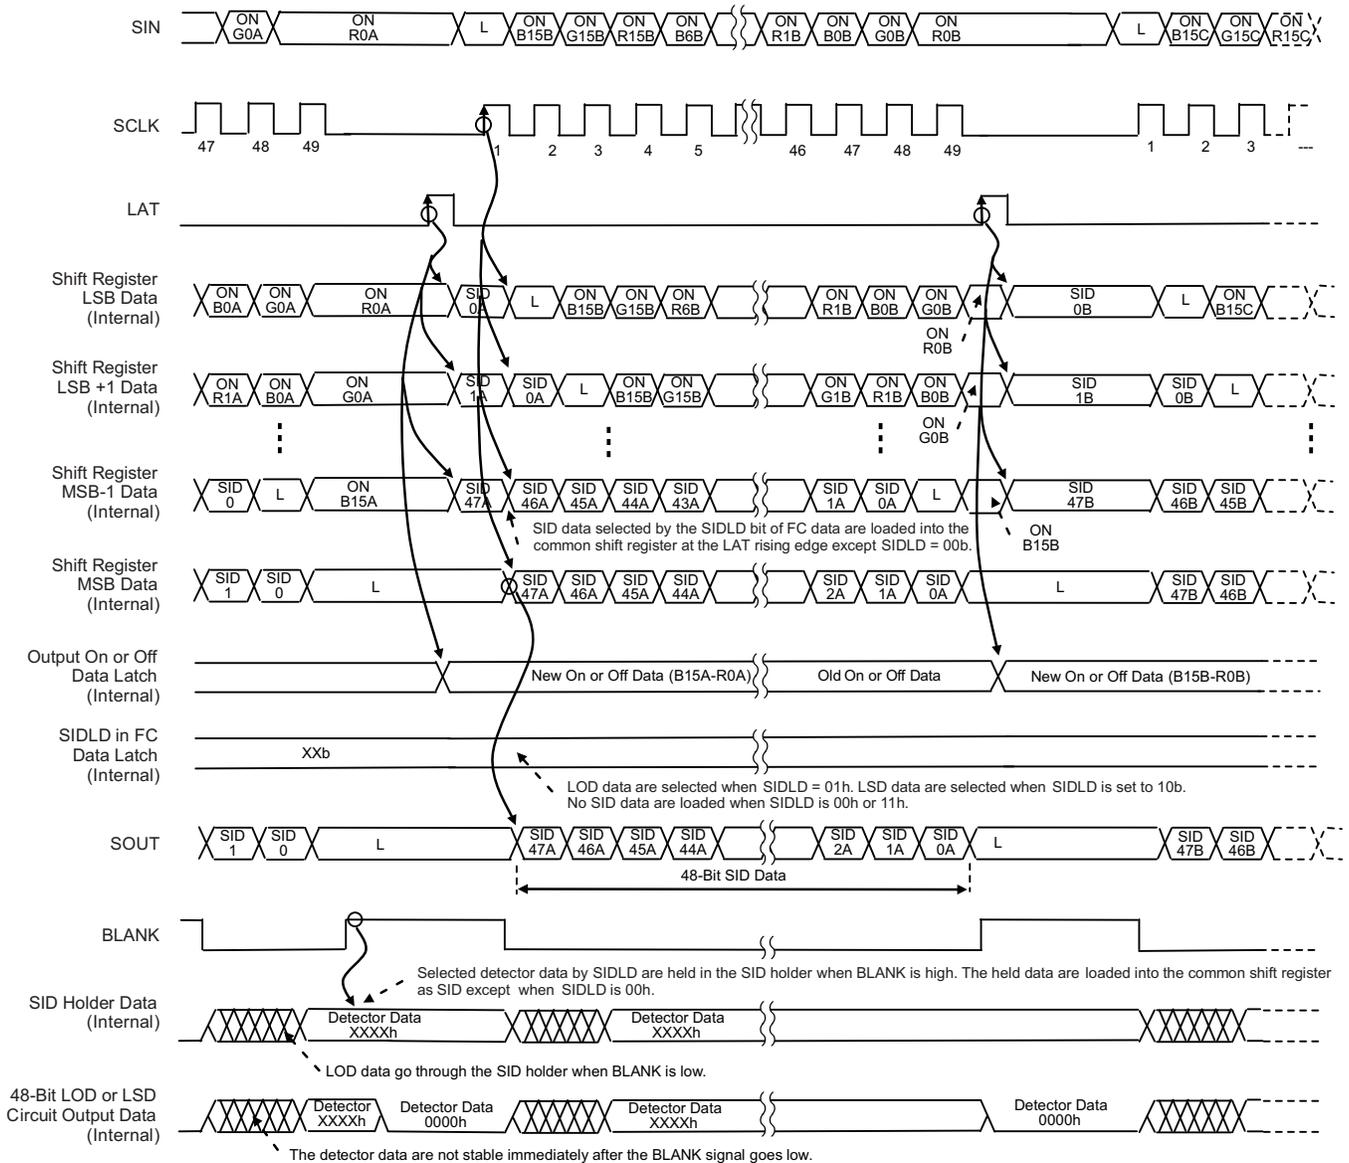 SIN
ON G0A
ON R0A
L
ON B15B
ON G15B
ON R15B
ON B6B
ON R1B
ON B0B
ON G0B
ON R0B
L
ON B15C
ON G15C
ON R15C
SCLK
47 48 49 1 2 3 4 5 46 47 48 49 1 2 3 ---
LAT
Shift Register
LSB Data
(Internal)
ON B0A
ON G0A
ON R0A
SID 0A
L
ON B15B
ON G15B
ON R6B
ON R1B
ON B0B
ON G0B
SID 0B
L
ON B15C
ON
R0B
Shift Register
LSB +1 Data
(Internal)
ON R1A
ON B0A
ON G0A
SID 1A
SID 0A
L
ON B15B
ON G15B
ON G1B
ON R1B
ON B0B
SID 1B
SID 0B
L
ON
G0B
Shift Register
MSB-1 Data
(Internal)
SID 0
L
ON B15A
SID 47A
SID 46A
SID 45A
SID 44A
SID 43A
SID 1A
SID 0A
L
SID 47B
SID 46B
SID 45B
SID data selected by the SIDLD bit of FC data are loaded into the
common shift register at the LAT rising edge except SIDLD = 00b.
ON
B15B
Shift Register
MSB Data
(Internal)
SID 1
SID 0
L
SID 47A
SID 46A
SID 45A
SID 44A
SID 2A
SID 1A
SID 0A
L
SID 47B
SID 46B
Output On or Off
Data Latch
(Internal)
New On or Off Data (B15A-R0A)
Old On or Off Data
New On or Off Data (B15B-R0B)
SIDLD in FC
Data Latch
(Internal)
XXb
LOD data are selected when SIDLD = 01h. LSD data are selected when SIDLD is set to 10b.
No SID data are loaded when SIDLD is 00h or 11h.
SOUT
SID 1
SID 0
L
SID 47A
SID 46A
SID 45A
SID 44A
SID 2A
SID 1A
SID 0A
L
SID 47B
SID 46B
48-Bit SID Data
BLANK
Selected detector data by SIDLD are held in the SID holder when BLANK is high. The held data are loaded into the common shift register
as SID except when SIDLD is 00h.
SID Holder Data
(Internal)
Detector Data
XXXXh
Detector Data
XXXXh
LOD data go through the SID holder when BLANK is low.
48-Bit LOD or LSD
Circuit Output Data
(Internal)
Detector
XXXXh
Detector Data
0000h
Detector Data
XXXXh
Detector Data
0000h
The detector data are not stable immediately after the BLANK signal goes low.